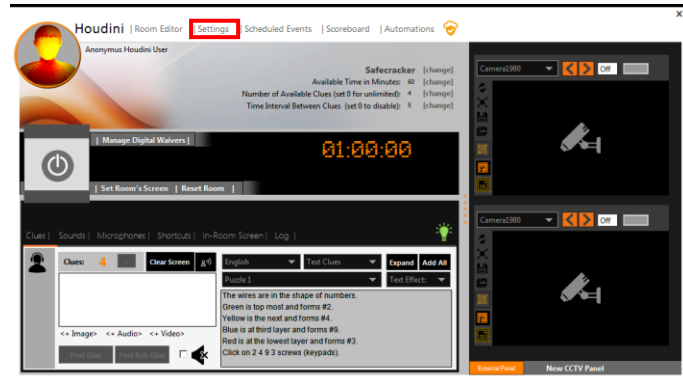 x
Houdini | Room Editor | Settings | Scheduled Events | Scoreboard | Automations
Anonymus Houdini User
Safecracker [change]
Available Time in Minutes: 60 [change]
Number of Available Clues (set 0 for unlimited): 4 [change]
Time Interval Between Clues (set 0 to disable): 5 [change]
| Manage Digital Waivers |
01:00:00
| Set Room's Screen | Reset Room |
Clues | Sounds | Microphones | Shortcuts | in-Room Screen | Log |
Clues: 4 - Clear Screen English Text Clues Expand Add All
Puzzle 1 Text Effect:
The wires are in the shape of numbers.
Green is top most and forms #2.
Yellow is the next and forms #4.
Blue is at third layer and forms #9.
Red is at the lowest layer and forms #3.
Click on 2 4 9 3 screws (keypads).
<+ Image> <+ Audio> <+ Video>
Post Clue Post Sub Clue
Camera1980 Off
Camera1980 Off
External Panel New CCTV Panel